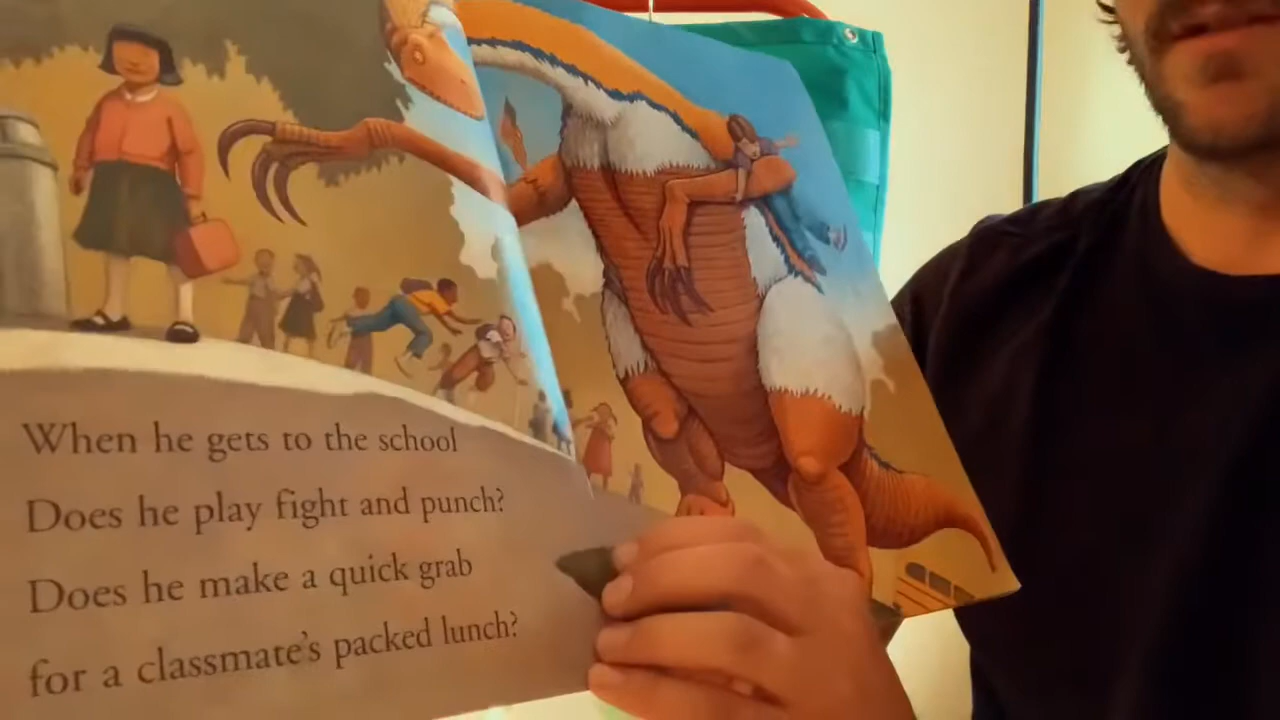 When he gets to the school
Does he play fight and punch?
Does he make a quick grab
for a classmate's packed lunch?